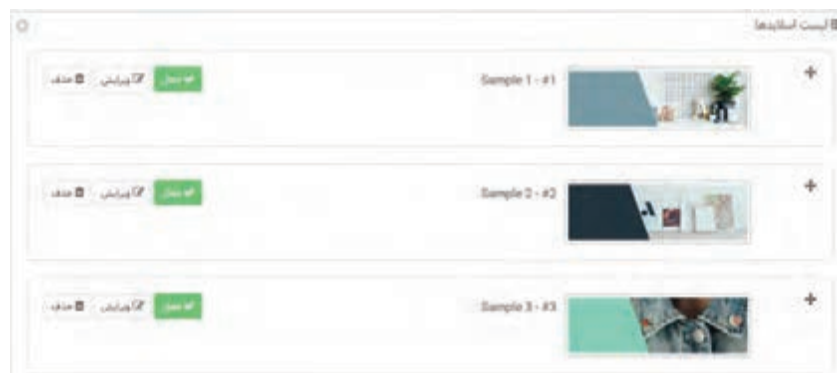 لیست اسلایدها
Sample 1 - #1
فعال ویرایش حذف
Sample 2 - #2
فعال ویرایش حذف
Sample 3 - #3
فعال ویرایش حذف